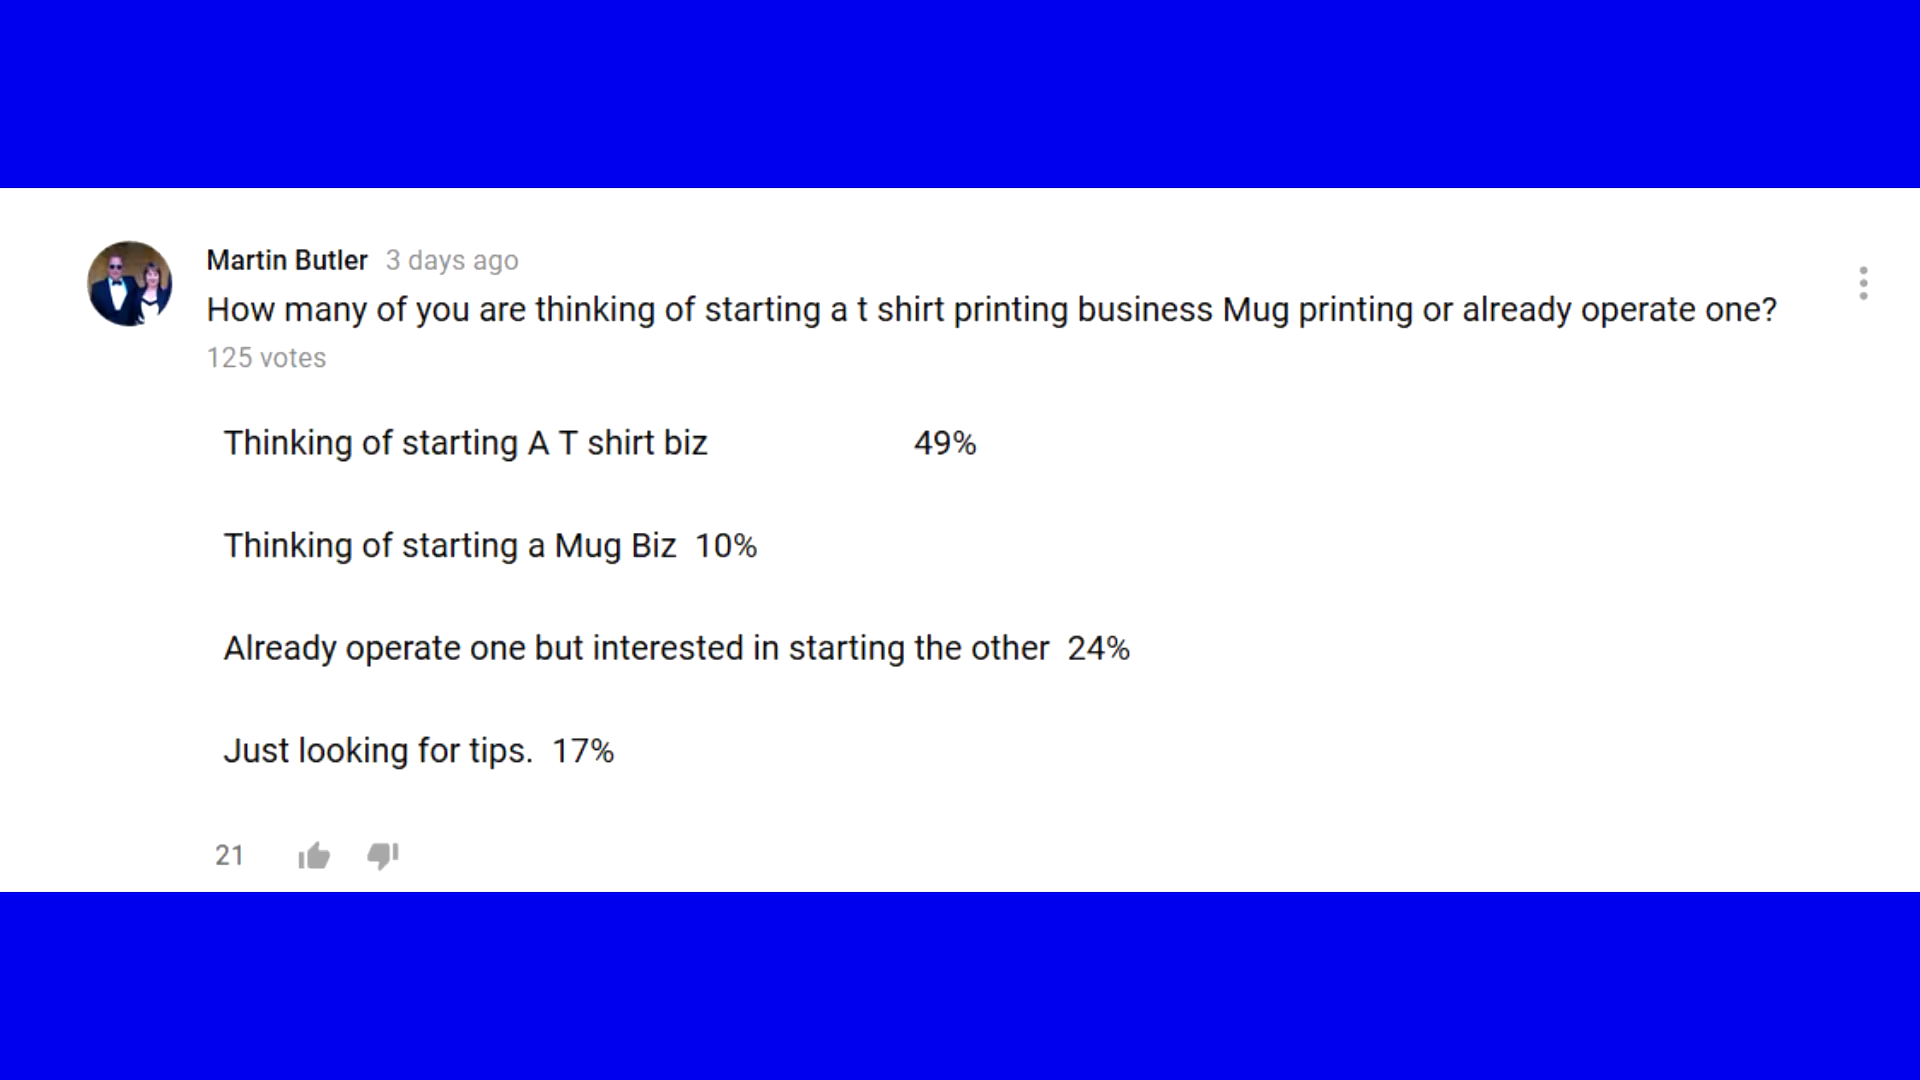 Martin Butler 3 days ago
How many of you are thinking of starting a t shirt printing business Mug printing or already operate one?
125 votes
Thinking of starting A T shirt biz 49%
Thinking of starting a Mug Biz 10%
Already operate one but interested in starting the other 24%
Just looking for tips. 17%
21